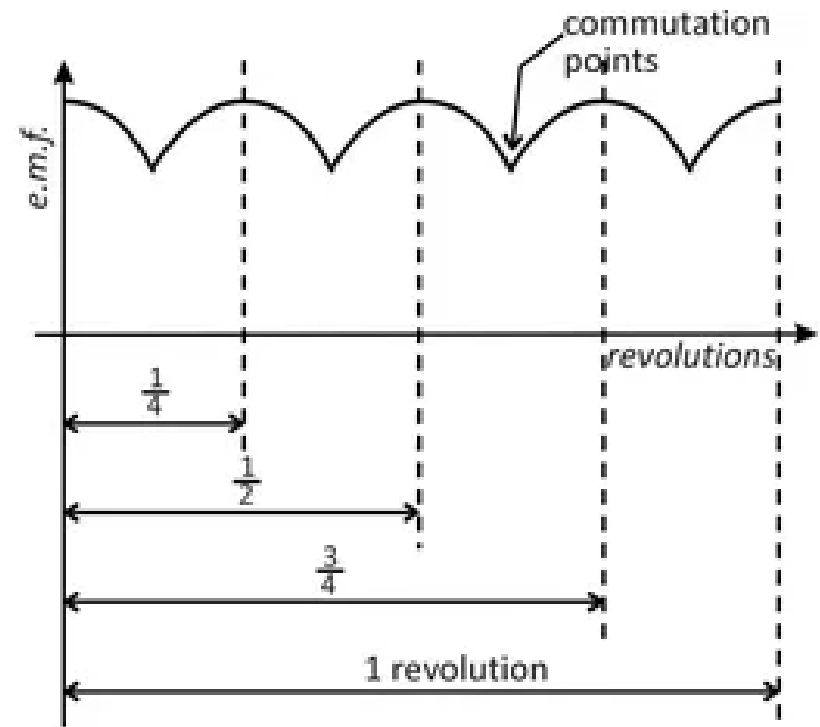 commutation
points
e.m.f.
revolutions
1/4
1/2
3/4
1 revolution